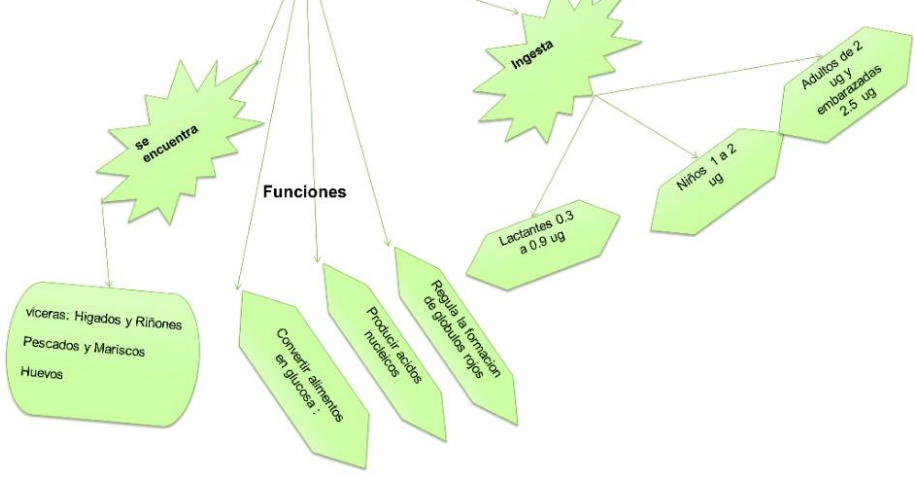 Ingesta
Adultos de 2
ug y
embarazadas
2.5 ug
se
encuentra
Niños 1 a 2
ug
Funciones
Lactantes 0.3
a 0.9 ug
viceras: Higados y Riñones
Pescados y Mariscos
Huevos
Convertir alimentos
en glucosa :
Producir acidos
nucleicos
Regula la formacion
de globulos rojos